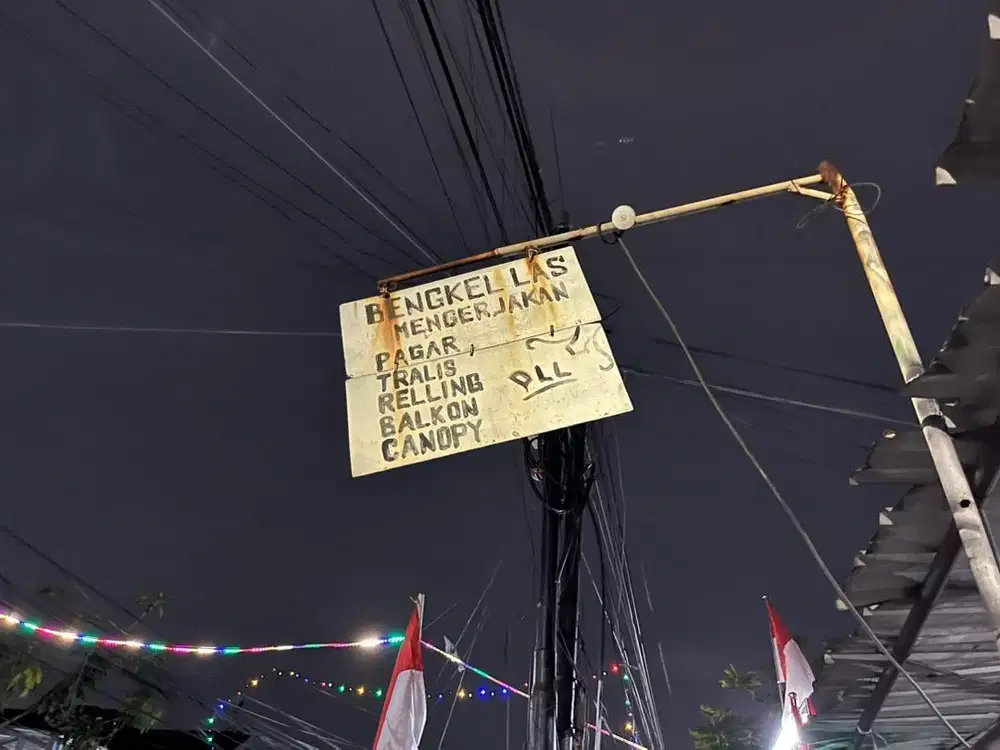 BENGKEL LAS
MENGERJAKAN
PAGAR,
TRALIS
RELLING
BALKON
CANOPY
DLL